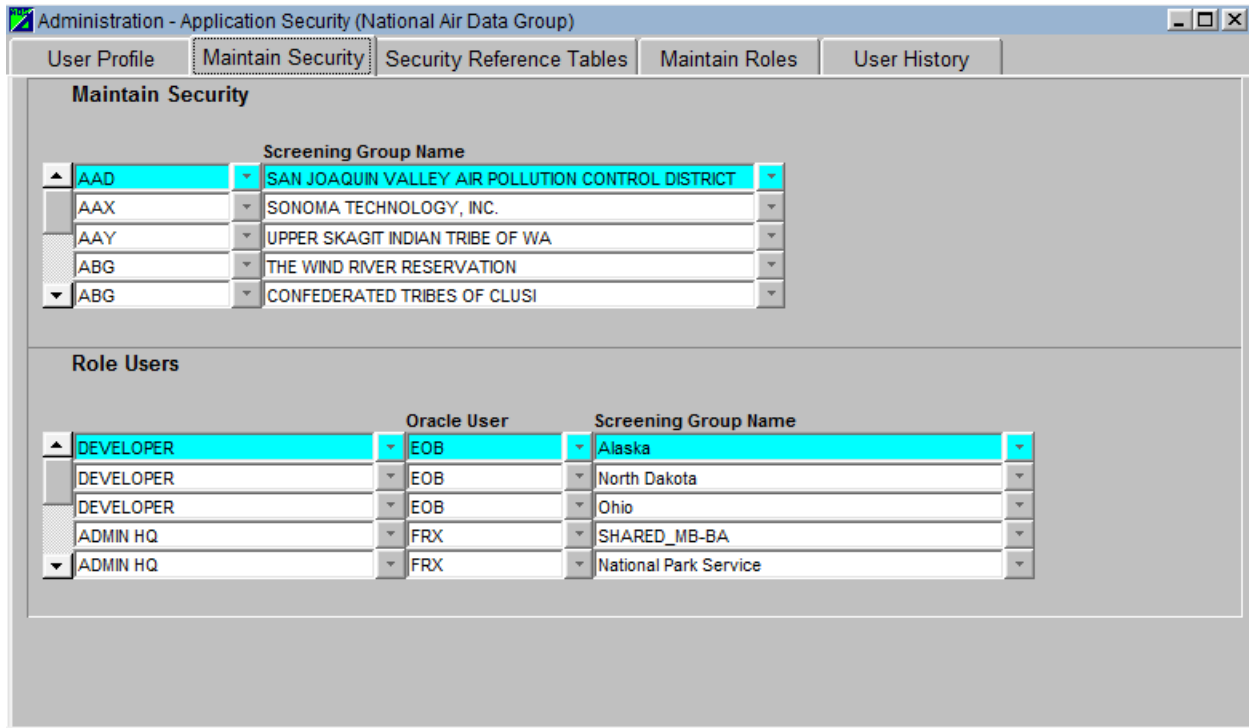 Administration - Application Security (National Air Data Group)
User Profile Maintain Security Security Reference Tables Maintain Roles User History
Maintain Security
Screening Group Name
AAD SAN JOAQUIN VALLEY AIR POLLUTION CONTROL DISTRICT
AAX SONOMA TECHNOLOGY, INC.
AAY UPPER SKAGIT INDIAN TRIBE OF WA
ABG THE WIND RIVER RESERVATION
ABG CONFEDERATED TRIBES OF CLUSI
Role Users
Oracle User Screening Group Name
DEVELOPER EOB Alaska
DEVELOPER EOB North Dakota
DEVELOPER EOB Ohio
ADMIN HQ FRX SHARED_MB-BA
ADMIN HQ FRX National Park Service